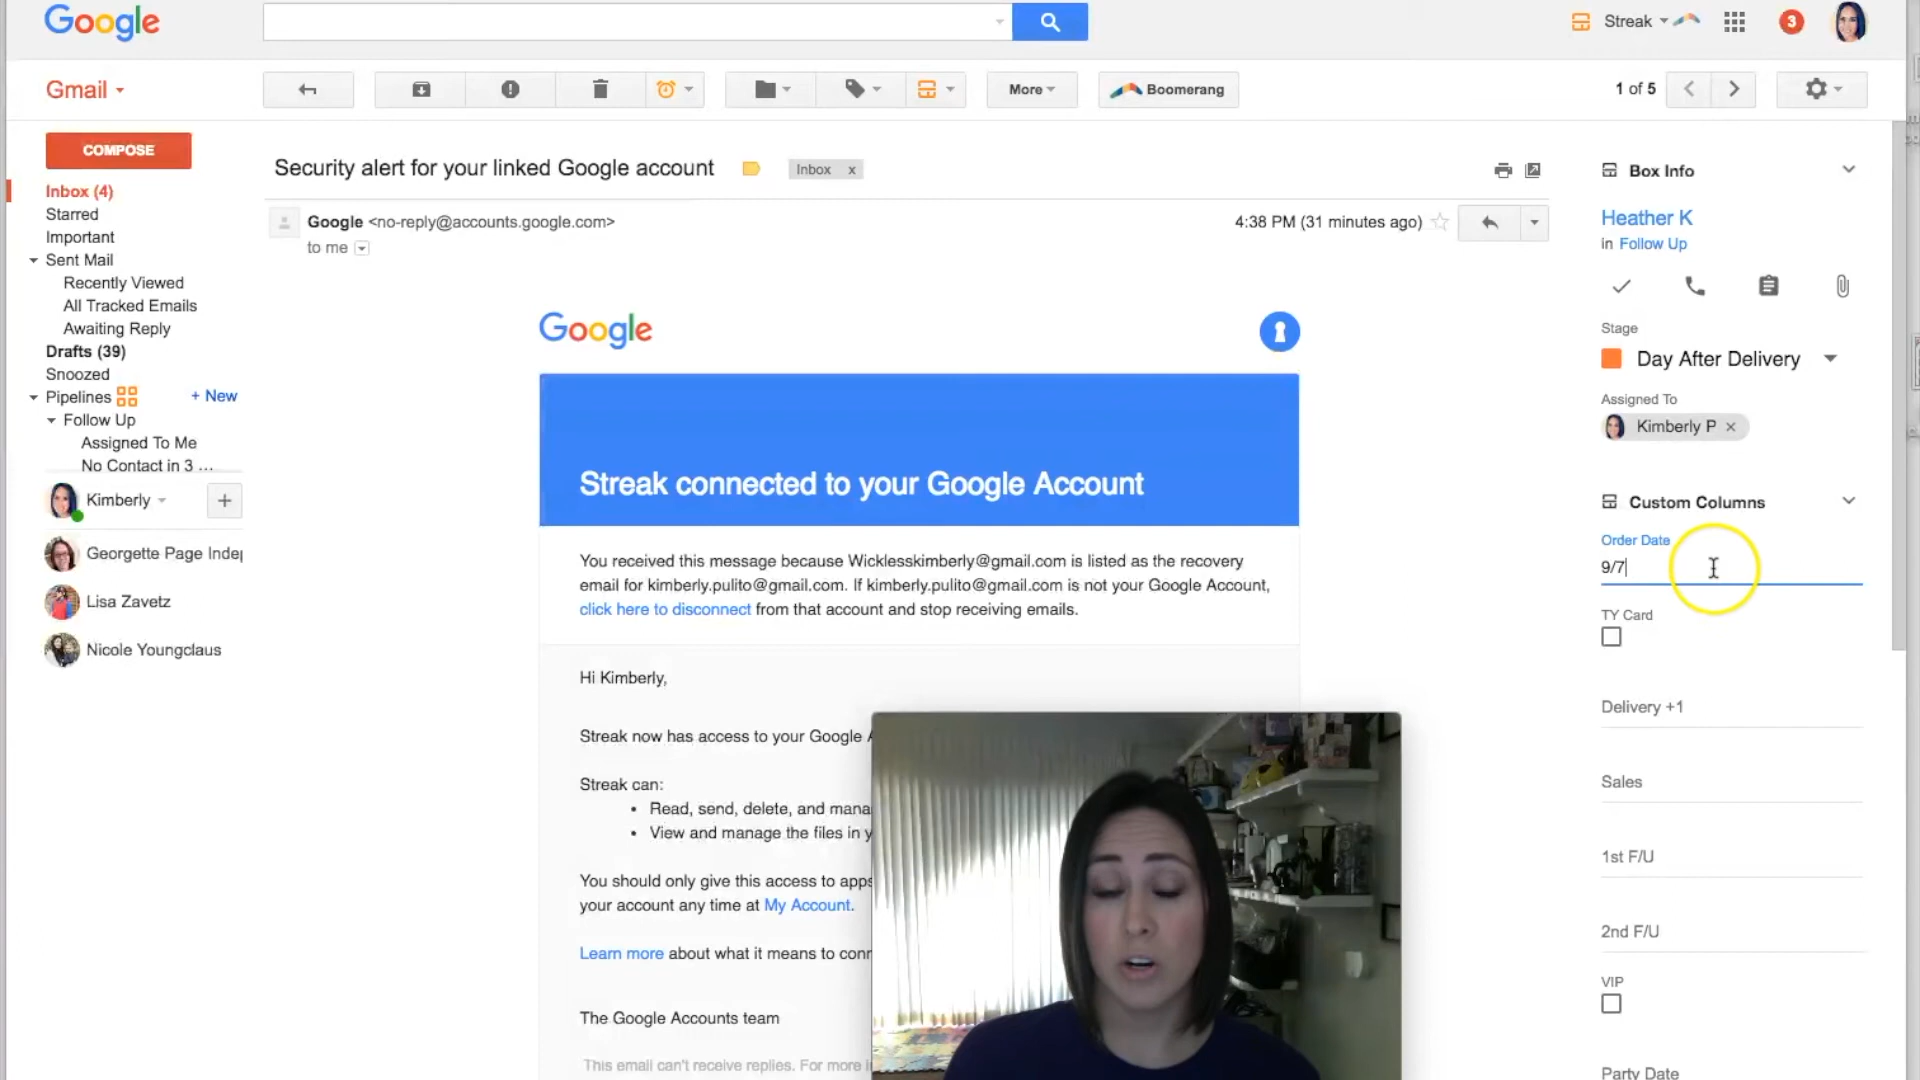 Google
Streak
3
Gmail
More
Boomerang
1 of 5
COMPOSE
Inbox (4)
Starred
Important
Sent Mail
Recently Viewed
All Tracked Emails
Awaiting Reply
Drafts (39)
Snoozed
Pipelines
+ New
Follow Up
Assigned To Me
No Contact in 3 ...
Kimberly
Georgette Page Inde
Lisa Zavetz
Nicole Youngclaus
Security alert for your linked Google account
Inbox x
Google <no-reply@accounts.google.com>
4:38 PM (31 minutes ago)
to me
Google
Streak connected to your Google Account
You received this message because Wicklesskimberly@gmail.com is listed as the recovery
email for kimberly.pulito@gmail.com. If kimberly.pulito@gmail.com is not your Google Account,
click here to disconnect from that account and stop receiving emails.
Hi Kimberly,
Streak now has access to your Google A
Streak can:
• Read, send, delete, and mana
• View and manage the files in y
You should only give this access to apps
your account any time at My Account.
Learn more about what it means to conn
The Google Accounts team
This email can't receive replies. For more i
Box Info
Heather K
in Follow Up
Stage
Day After Delivery
Assigned To
Kimberly P ×
Custom Columns
Order Date
9/7
TY Card
Delivery +1
Sales
1st F/U
2nd F/U
VIP
Party Date